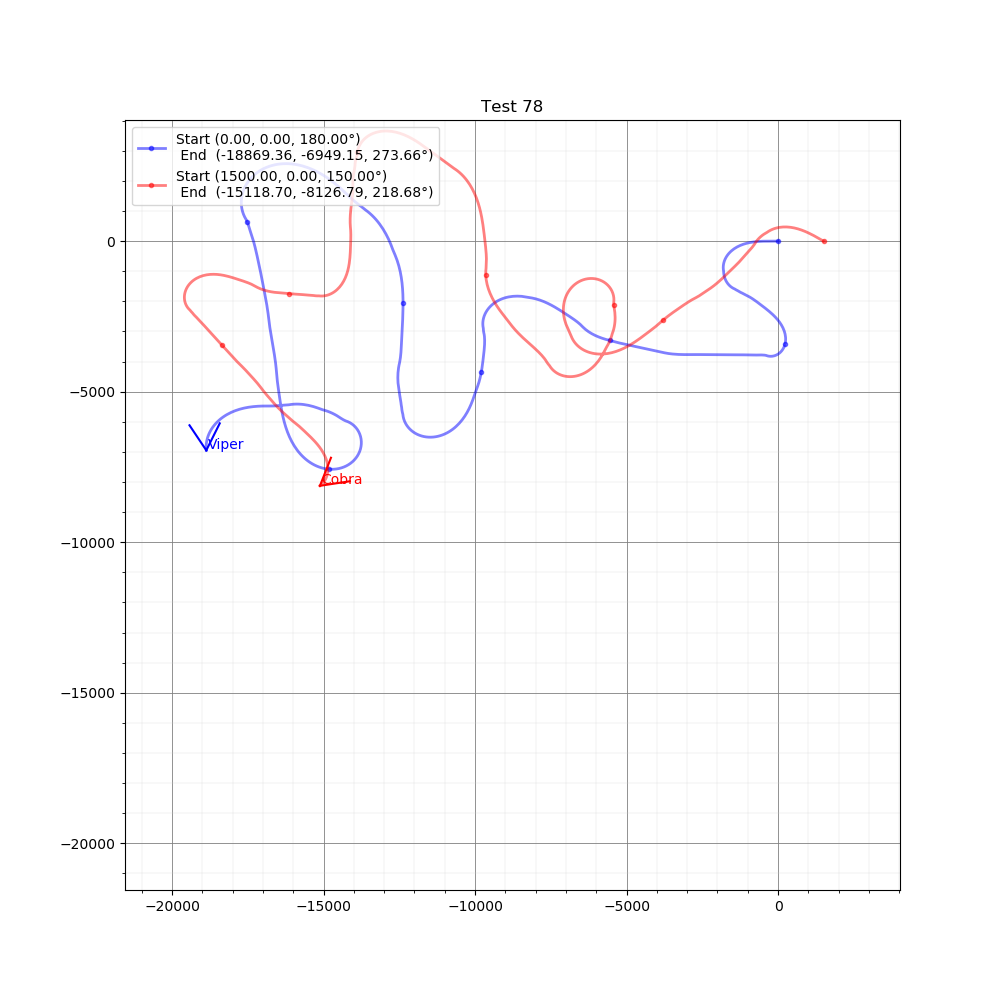 Test 78
Start (0.00, 0.00, 180.00°)
End (-18869.36, -6949.15, 273.66°)
Start (1500.00, 0.00, 150.00°)
End (-15118.70, -8126.79, 218.68°)
0
−5000
−10000
−15000
−20000
Viper
Cobra
−20000 −15000 −10000 −5000 0